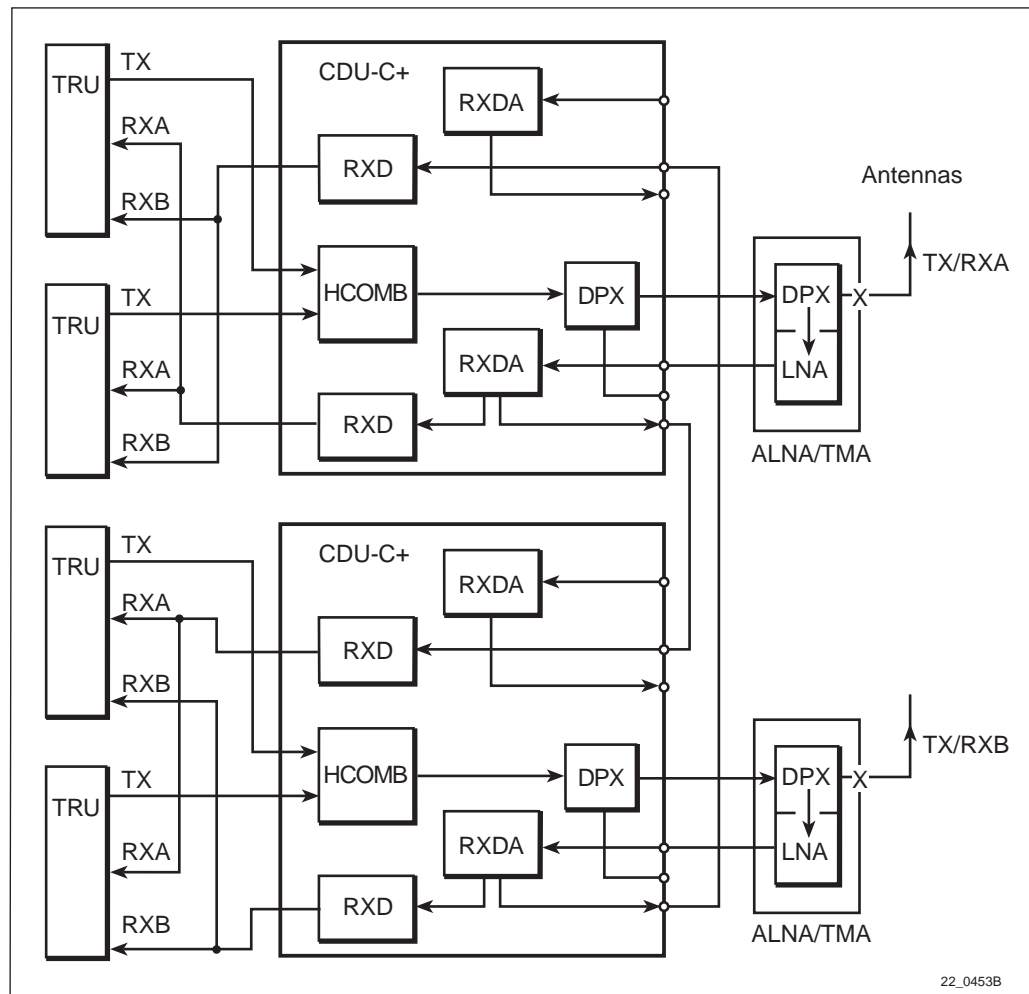 TRU
TX
RXA
RXB
TRU
TX
RXA
RXB
CDU-C+
RXDA
RXD
HCOMB
DPX
RXDA
RXD
Antennas
TX/RXA
DPX
X
LNA
ALNA/TMA
TRU
TX
RXA
RXB
TRU
TX
RXA
RXB
CDU-C+
RXDA
RXD
HCOMB
DPX
RXDA
RXD
TX/RXB
DPX
X
LNA
ALNA/TMA
22_0453B